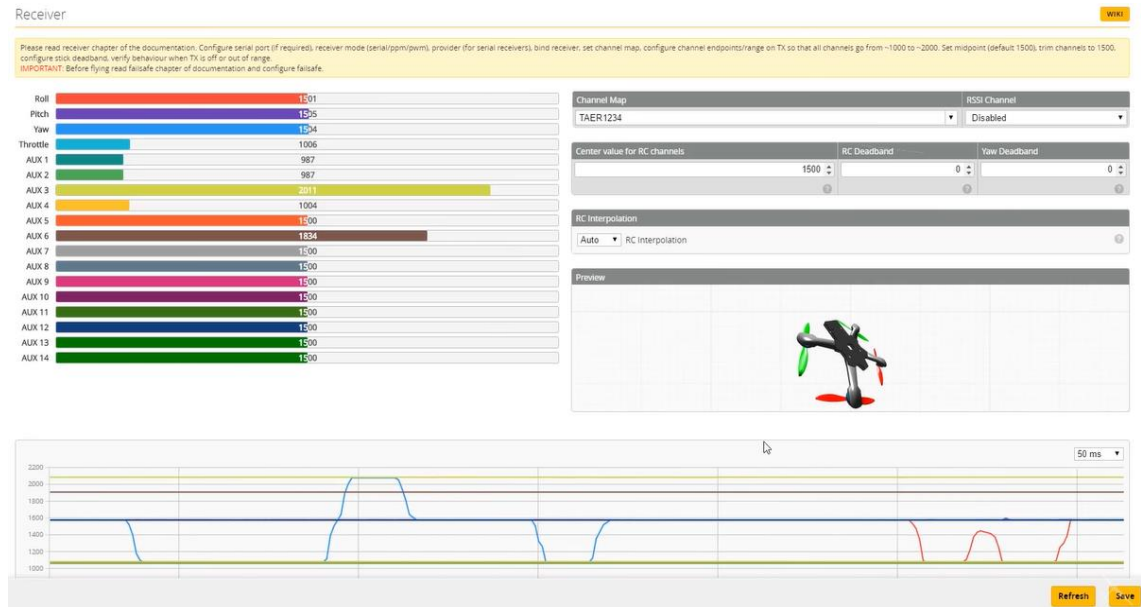 Receiver
WIKI
Please read receiver chapter of the documentation. Configure serial port (if required), receiver mode (serial/ppm/pwm), provider (for serial receivers), bind receiver, set channel map, configure channel endpoints/range on TX so that all channels go from ~1000 to ~2000. Set midpoint (default 1500), trim channels to 1500,
configure stick deadband, verify behaviour when TX is off or out of range.
IMPORTANT: Before flying read failsafe chapter of documentation and configure failsafe.
Roll 1501
Pitch 1505
Yaw 1504
Throttle 1006
AUX 1 987
AUX 2 987
AUX 3 2011
AUX 4 1004
AUX 5 1500
AUX 6 1834
AUX 7 1500
AUX 8 1500
AUX 9 1500
AUX 10 1500
AUX 11 1500
AUX 12 1500
AUX 13 1500
AUX 14 1500
Channel Map RSSI Channel
TAER1234 Disabled
Center value for RC channels RC Deadband Yaw Deadband
1500 0 0
RC Interpolation
Auto RC Interpolation
Preview
50 ms
2200
2000
1800
1600
1400
1200
1000
Refresh Save